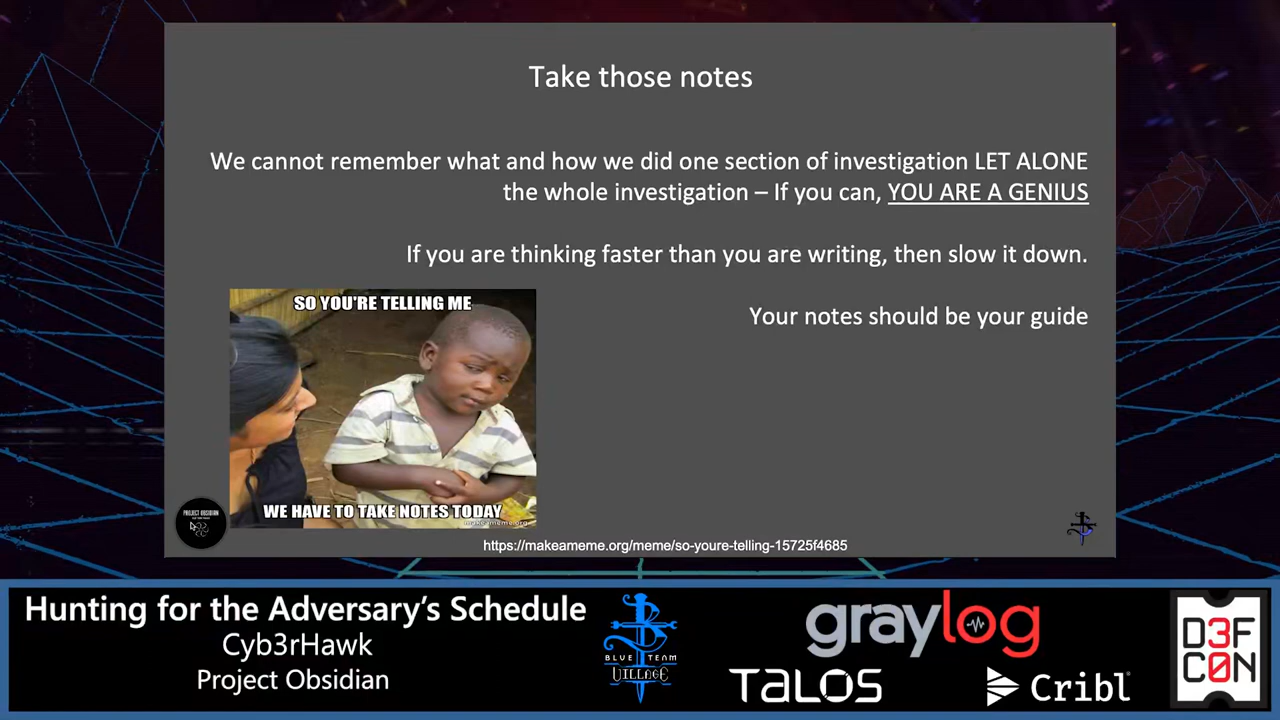 Take those notes
We cannot remember what and how we did one section of investigation LET ALONE
the whole investigation – If you can, YOU ARE A GENIUS
If you are thinking faster than you are writing, then slow it down.
Your notes should be your guide
SO YOU'RE TELLING ME
WE HAVE TO TAKE NOTES TODAY
makeameme.org
PROJECT OBSIDIAN
https://makeameme.org/meme/so-youre-telling-15725f4685
Hunting for the Adversary's Schedule
Cyb3rHawk
Project Obsidian
BLUE TEAM
VILLAGE
graylog
TALOS
Cribl
D3F
C0N